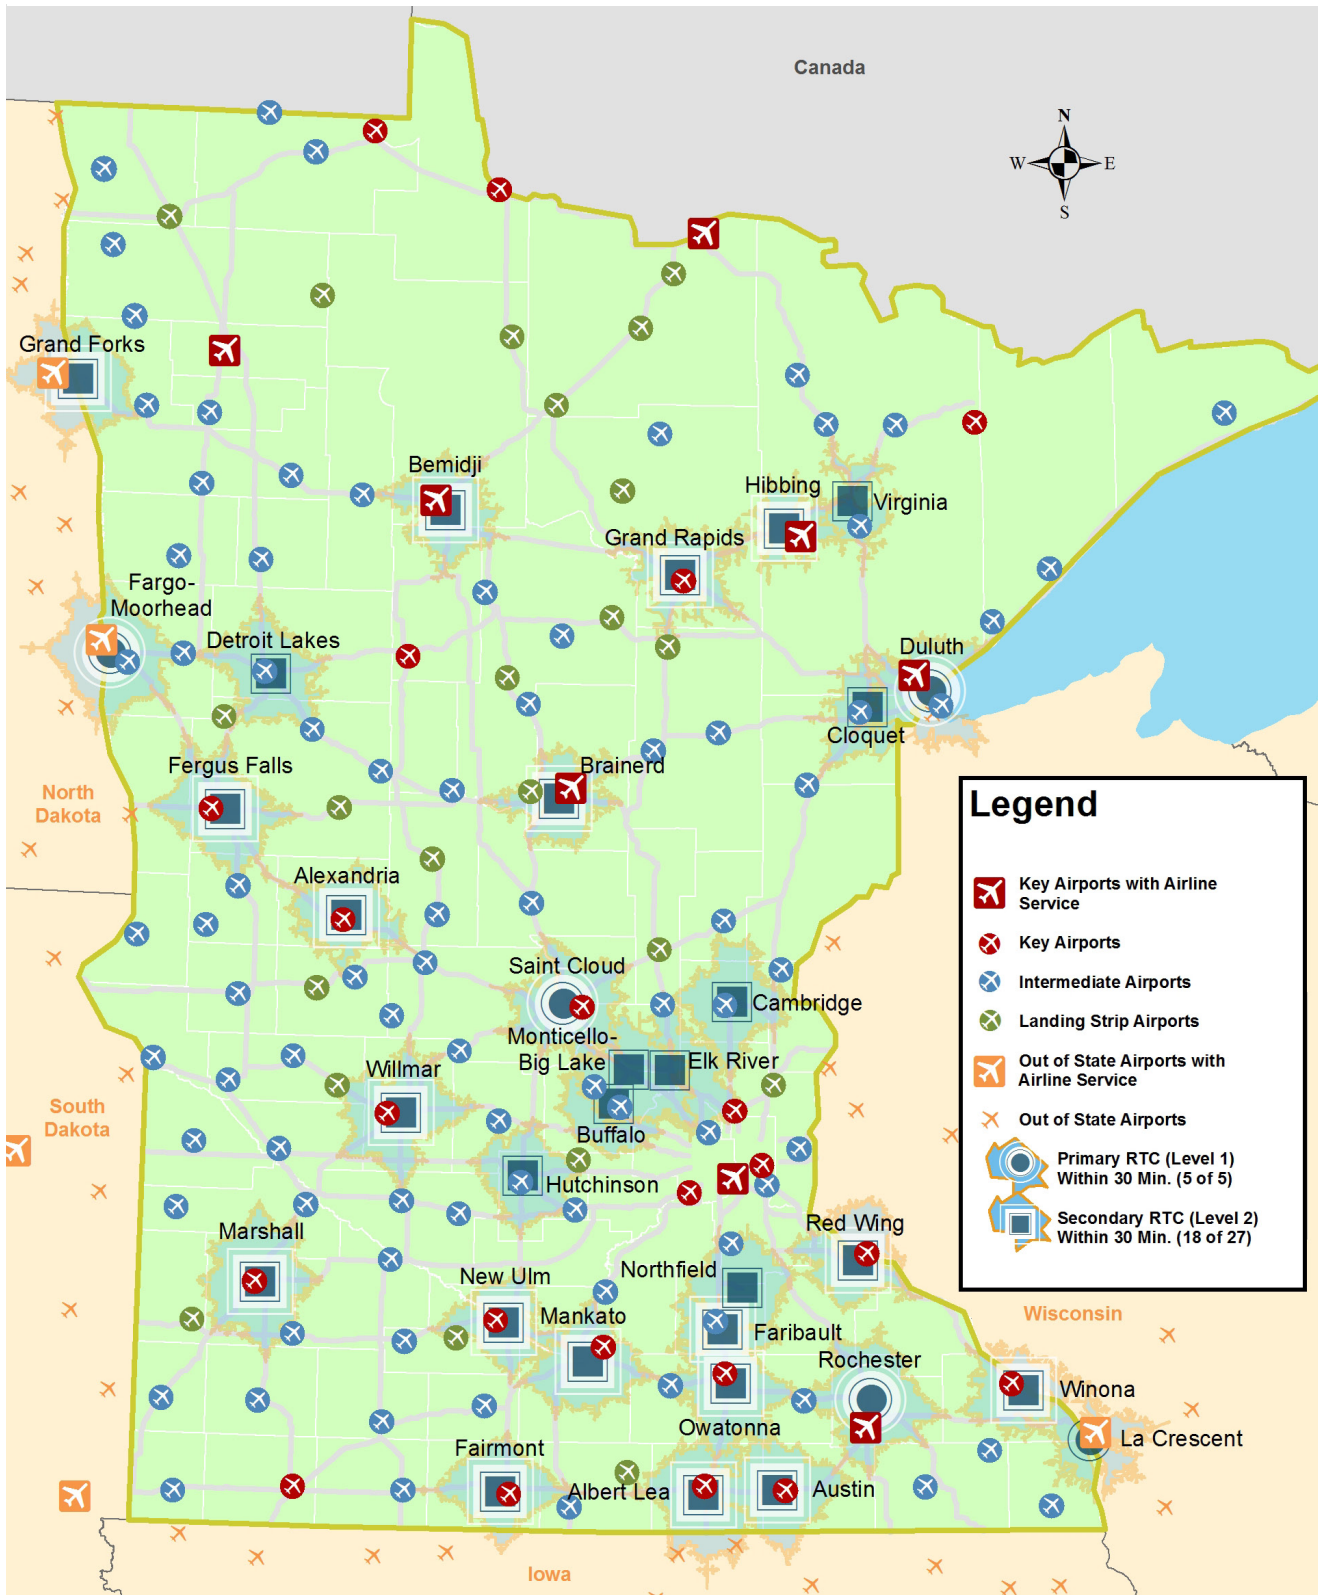 Canada
N
W
E
S
Grand Forks
Bemidji
Hibbing
Virginia
Grand Rapids
Fargo-
Moorhead
Detroit Lakes
Duluth
Cloquet
Fergus Falls
Brainerd
North
Dakota
Alexandria
Saint Cloud
Cambridge
Monticello-
Big Lake
Elk River
Willmar
Buffalo
South
Dakota
Hutchinson
Red Wing
Marshall
Northfield
New Ulm
Mankato
Faribault
Rochester
Wisconsin
Winona
Owatonna
La Crescent
Fairmont
Albert Lea
Austin
Iowa
Legend
Key Airports with Airline
Service
Key Airports
Intermediate Airports
Landing Strip Airports
Out of State Airports with
Airline Service
Out of State Airports
Primary RTC (Level 1)
Within 30 Min. (5 of 5)
Secondary RTC (Level 2)
Within 30 Min. (18 of 27)